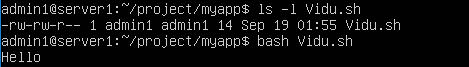 admin1@server1:~/project/myapp$ ls -l Vidu.sh
-rw-rw-r-- 1 admin1 admin1 14 Sep 19 01:55 Vidu.sh
admin1@server1:~/project/myapp$ bash Vidu.sh
Hello